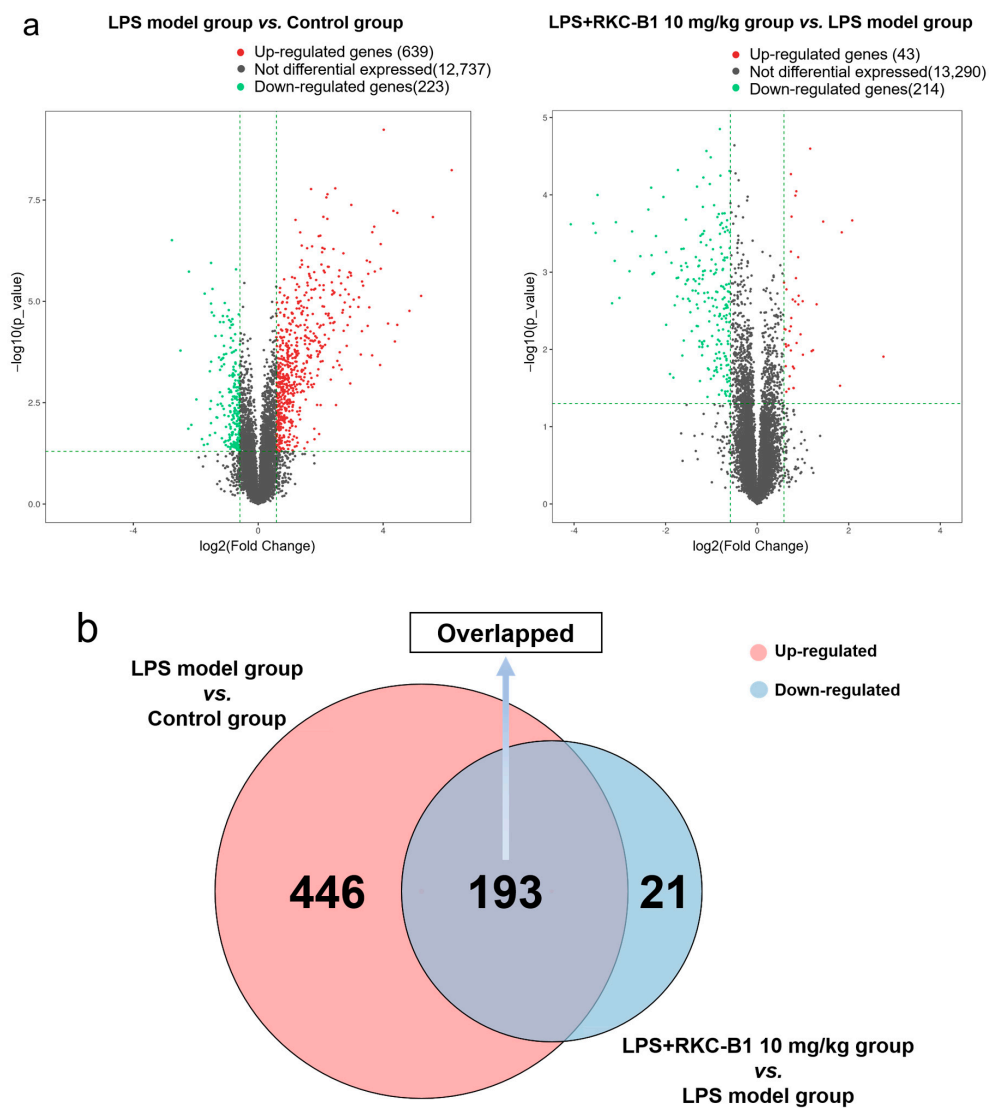 a
LPS model group vs. Control group
Up-regulated genes (639)
Not differential expressed(12,737)
Down-regulated genes(223)
−log10(p_value)
7.5
5.0
2.5
0.0
-4
0
4
log2(Fold Change)
LPS+RKC-B1 10 mg/kg group vs. LPS model group
Up-regulated genes (43)
Not differential expressed(13,290)
Down-regulated genes(214)
−log10(p_value)
5
4
3
2
1
0
-4
-2
0
2
4
log2(Fold Change)
b
Overlapped
LPS model group
vs.
Control group
Up-regulated
Down-regulated
446
193
21
LPS+RKC-B1 10 mg/kg group
vs.
LPS model group